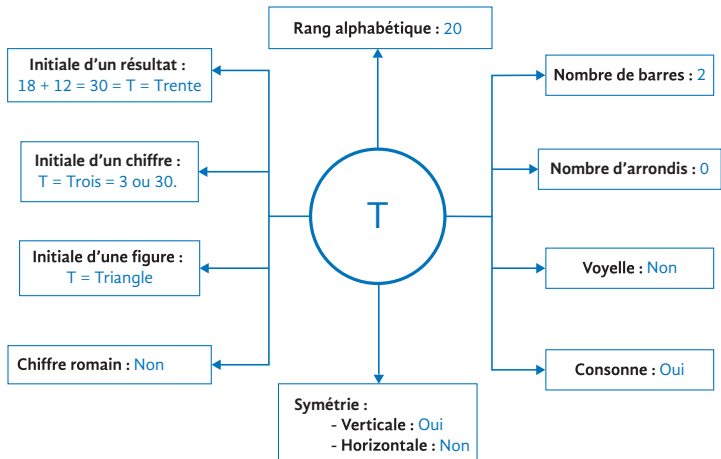 Rang alphabétique : 20
Initiale d’un résultat :
18 + 12 = 30 = T = Trente
Initiale d’un chiffre :
T = Trois = 3 ou 30.
Initiale d’une figure :
T = Triangle
Chiffre romain : Non
T
Nombre de barres : 2
Nombre d’arrondis : 0
Voyelle : Non
Consonne : Oui
Symétrie :
- Verticale : Oui
- Horizontale : Non